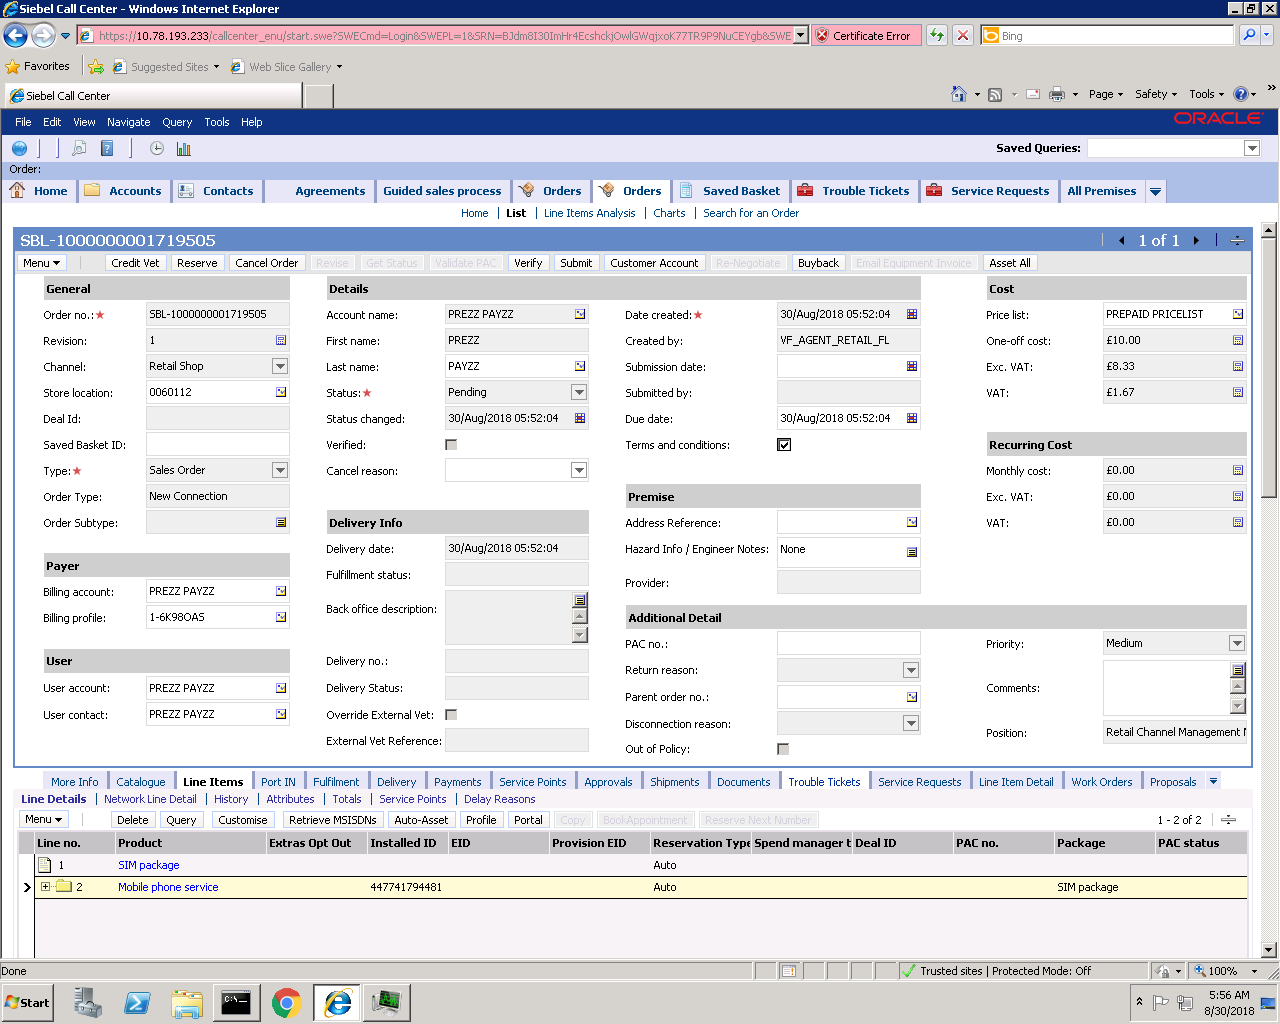 Siebel Call Center - Windows Internet Explorer
https://10.78.193.233/callcenter_enu/start.swe?SWECmd=Login&SWEPL=1&SRN=BJdm8I30ImHr4EcshckjOwlGWqjxoK77TR9P9NuCEYgb&SWE
Certificate Error
Bing
Favorites
Suggested Sites
Web Slice Gallery
Siebel Call Center
Page Safety Tools
File Edit View Navigate Query Tools Help
ORACLE
Saved Queries:
Order:
Home Accounts Contacts Agreements Guided sales process Orders Orders Saved Basket Trouble Tickets Service Requests All Premises
Home | List | Line Items Analysis | Charts | Search for an Order
SBL-1000000001719505
1 of 1
Menu Credit Vet Reserve Cancel Order Revise Get Status Validate PAC Verify Submit Customer Account Re-Negotiate Buyback Email Equipment Invoice Asset All
General
Order no.:★ SBL-1000000001719505
Revision: 1
Channel: Retail Shop
Store location: 0060112
Deal Id:
Saved Basket ID:
Type:★ Sales Order
Order Type: New Connection
Order Subtype:
Payer
Billing account: PREZZ PAYZZ
Billing profile: 1-6K98OAS
User
User account: PREZZ PAYZZ
User contact: PREZZ PAYZZ
Details
Account name: PREZZ PAYZZ
First name: PREZZ
Last name: PAYZZ
Status:★ Pending
Status changed: 30/Aug/2018 05:52:04
Verified:
Cancel reason:
Delivery Info
Delivery date: 30/Aug/2018 05:52:04
Fulfillment status:
Back office description:
Delivery no.:
Delivery Status:
Override External Vet:
External Vet Reference:
Date created:★ 30/Aug/2018 05:52:04
Created by: VF_AGENT_RETAIL_FL
Submission date:
Submitted by:
Due date: 30/Aug/2018 05:52:04
Terms and conditions:
Premise
Address Reference:
Hazard Info / Engineer Notes: None
Provider:
Additional Detail
PAC no.:
Return reason:
Parent order no.:
Disconnection reason:
Out of Policy:
Priority: Medium
Comments:
Position: Retail Channel Management M
Cost
Price list: PREPAID PRICELIST
One-off cost: £10.00
Exc. VAT: £8.33
VAT: £1.67
Recurring Cost
Monthly cost: £0.00
Exc. VAT: £0.00
VAT: £0.00
More Info Catalogue Line Items Port IN Fulfilment Delivery Payments Service Points Approvals Shipments Documents Trouble Tickets Service Requests Line Item Detail Work Orders Proposals
Line Details | Network Line Detail | History | Attributes | Totals | Service Points | Delay Reasons
Menu Delete Query Customise Retrieve MSISDNs Auto-Asset Profile Portal Copy BookAppointment Reserve Next Number
1 - 2 of 2
Line no. Product Extras Opt Out Installed ID EID Provision EID Reservation Type Spend manager t Deal ID PAC no. Package PAC status
1 SIM package Auto
2 Mobile phone service 447741794481 Auto SIM package
Done
Trusted sites | Protected Mode: Off
100%
Start
5:56 AM
8/30/2018